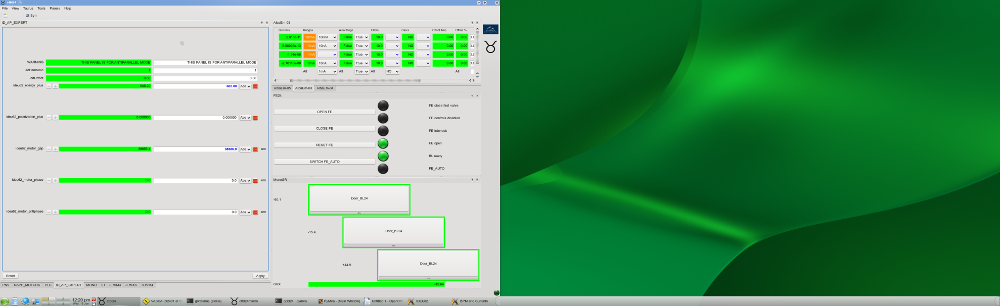 ctbl24
File View Taurus Tools Panels Help
Syn
ID_AP_EXPERT
WARNING THIS PANEL IS FOR ANTIPARALLEL MODE THIS PANEL IS FOR ANTIPARALLEL MODE
edHarmonic 1 1
edOffset 0.00 0.00
ideu62_energy_plus 605.20 602.80 Abs
ideu62_polarization_plus 0.000000 0.000000 Abs
ideu62_motor_gap 38655.4 38586.9 Abs um
ideu62_motor_phase 0.0 0.0 Abs um
ideu62_motor_antiphase 0.0 0.0 Abs um
Reset Apply
PNV NAPP_MOTORS PLC ID_AP_EXPERT MONO ID /EH/M3 /EH/XS /EH/M4
AlbaEm-03
Currents Ranges AutoRange Filters DInvs Offset Amp Offset %
2.018e-11 100nA 100nA False True 10.0 NO 0.00 0.00
8.90998e-13 10nA 10nA False True 10.0 NO 0.00 0.00
-1.91e-08 1mA False True 10.0 NO 0.00 0.00
-2.16118e-09 10nA 10nA False True 10.0 NO 0.00 0.00
All 1mA All True All NO All
AlbaEm-05 AlbaEm-03 AlbaEm-04
FE24
OPEN FE
CLOSE FE
RESET FE
SWITCH FE_AUTO
FE close first valve
FE controls disabled
FE interlock
FE open
BL ready
FE_AUTO
MonoGR
-80.1 Door_BL24
0%
-15.4 Door_BL24
0%
+44.9 Door_BL24
0%
GRX -15.64
ALBA
12:20 pm
Wed, 18 Jun
ctbl24
VACCA-lbl2401 at
gordianus (sicilia)
ctbl24macro
opbl24 : pymca
PyMca - [Main Window]
Untitled 1 - OpenOffi
IDEU62
BPM and Currents